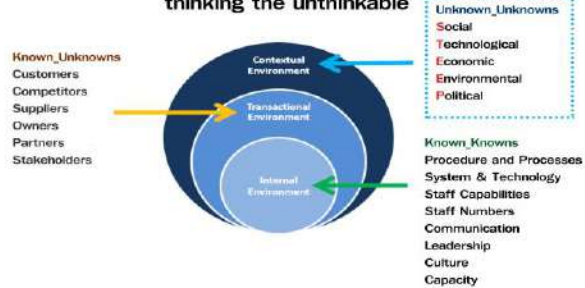 thinking the unthinkable
Unknown_Unknowns
Social
Technological
Economic
Environmental
Political
Known_Unknowns
Customers
Competitors
Suppliers
Owners
Partners
Stakeholders
Contextual
Environment
Transactional
Environment
Internal
Environment
Known_Knowns
Procedure and Processes
System & Technology
Staff Capabilities
Staff Numbers
Communication
Leadership
Culture
Capacity